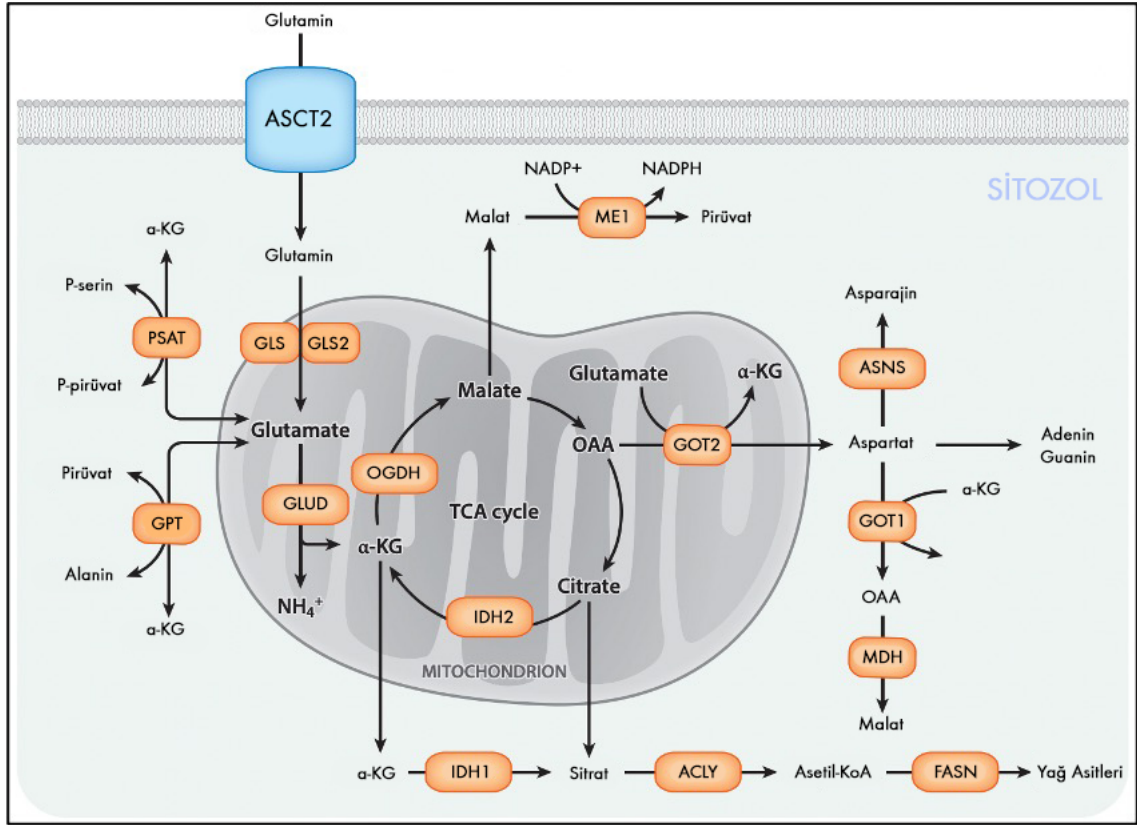 Glutamin
ASCT2
SİTOZOL
NADP+
NADPH
Malat
ME1
Pirüvat
α-KG
Glutamin
P-serin
PSAT
P-pirüvat
GLS
GLS2
Asparajin
ASNS
Malate
Glutamate
α-KG
Glutamate
OAA
GOT2
Aspartat
Adenin
Guanin
Pirüvat
GPT
Alanin
α-KG
GLUD
OGDH
TCA cycle
α-KG
NH₄⁺
IDH2
Citrate
MITOCHONDRION
α-KG
GOT1
OAA
MDH
Malat
α-KG
IDH1
Sitrat
ACLY
Asetil-KoA
FASN
Yağ Asitleri